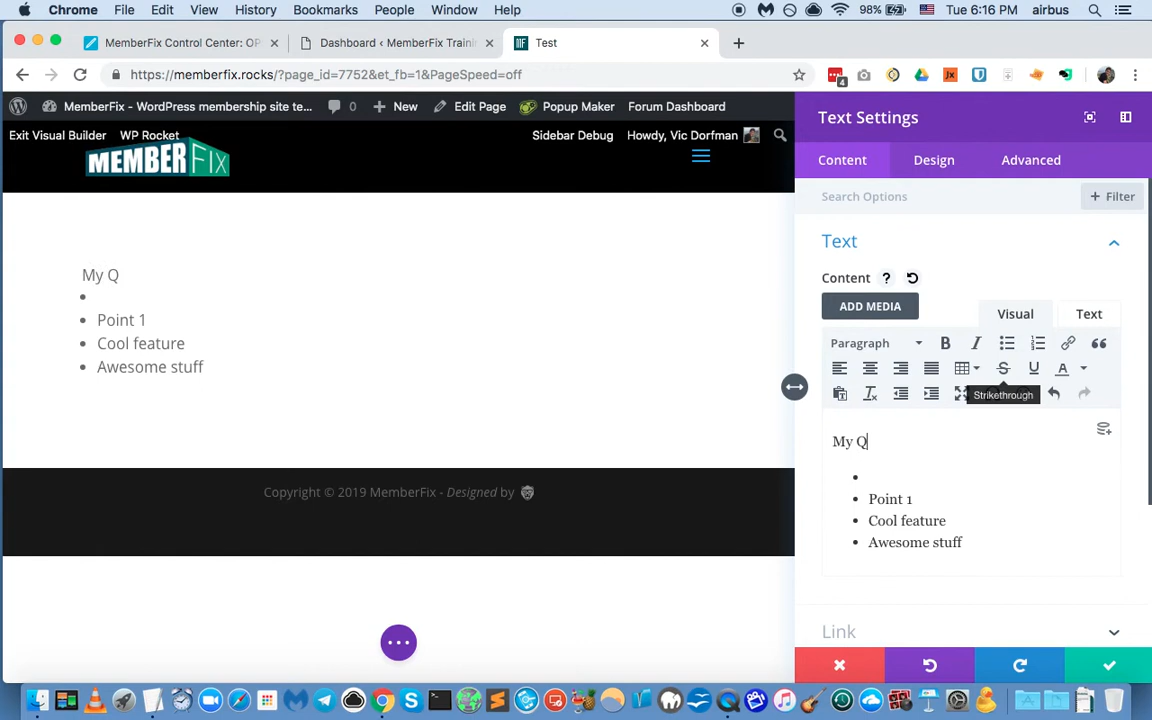 Chrome File Edit View History Bookmarks People Window Help 98% Tue 6:16 PM airbus
MemberFix Control Center: OP Dashboard ‹ MemberFix Traini Test
https://memberfix.rocks/?page_id=7752&et_fb=1&PageSpeed=off 4
MemberFix - WordPress membership site te... 0 New Edit Page Popup Maker Forum Dashboard
Exit Visual Builder WP Rocket Sidebar Debug Howdy, Vic Dorfman
MEMBERFIX
My Q
Point 1
Cool feature
Awesome stuff
Copyright © 2019 MemberFix - Designed by
Text Settings
Content Design Advanced
Search Options + Filter
Text
Content ?
ADD MEDIA Visual Text
Paragraph B I
S U A
Strikethrough
My Q
Point 1
Cool feature
Awesome stuff
Link